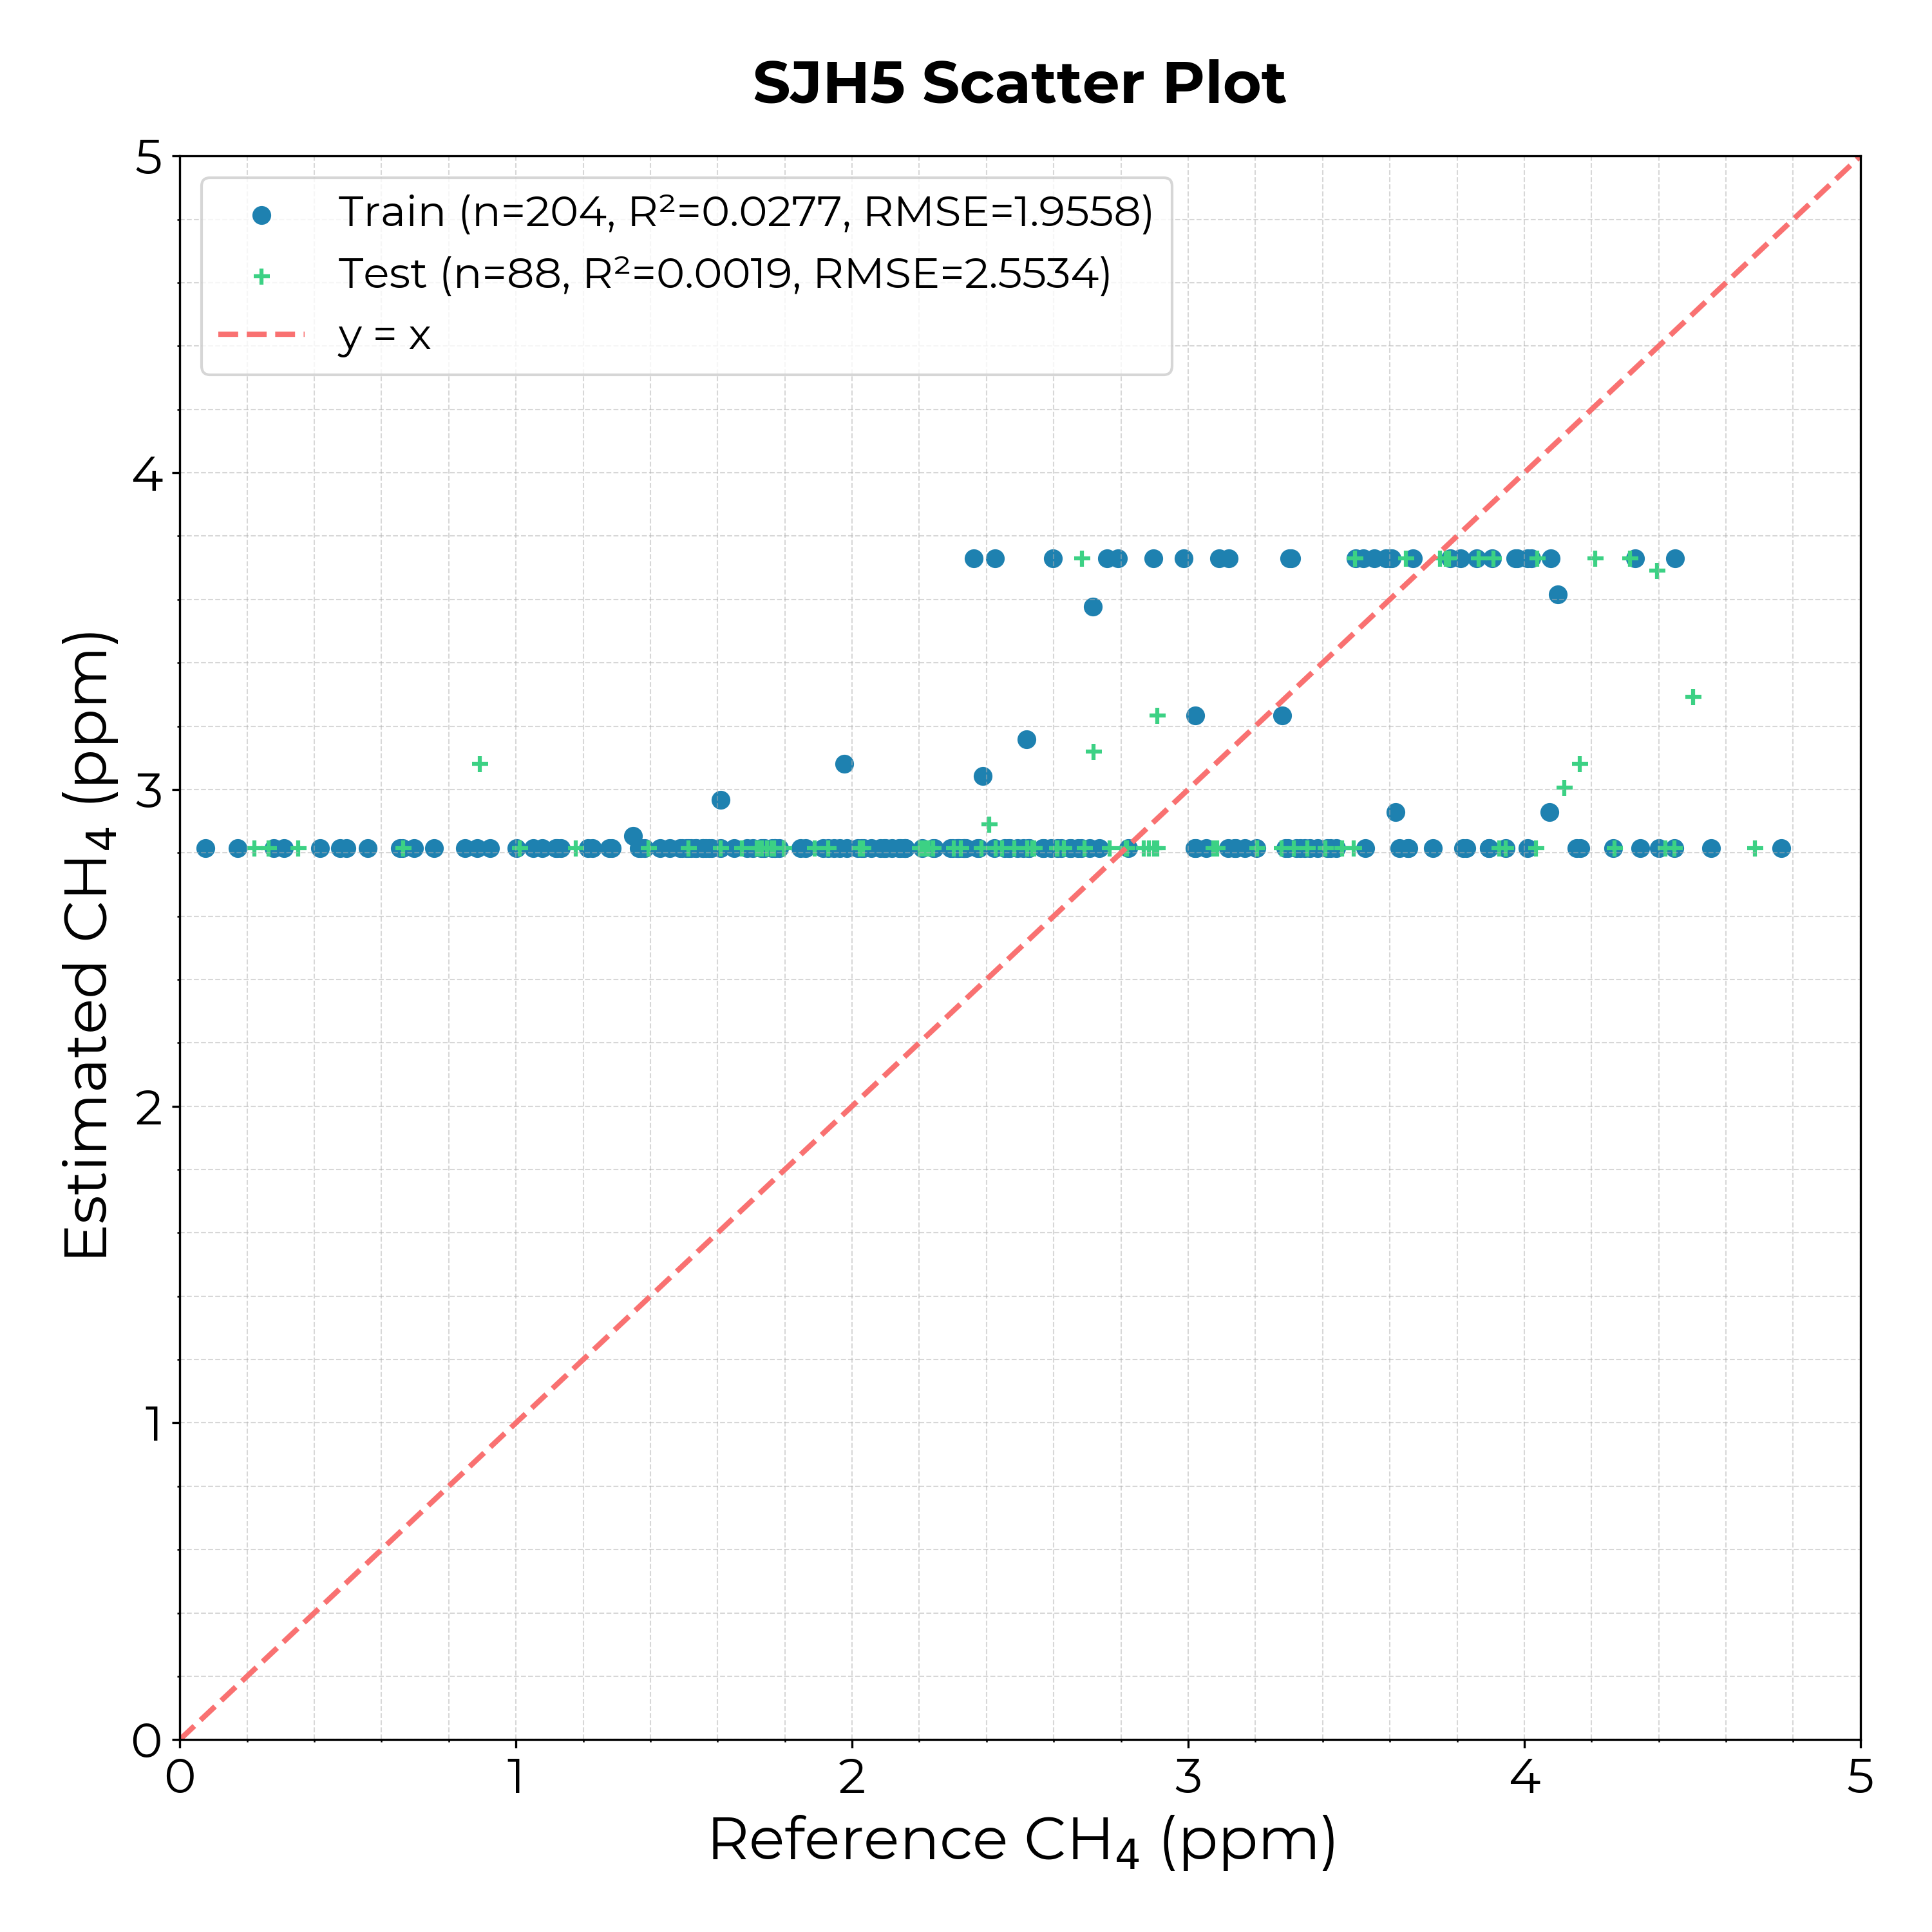 SJH5 Scatter Plot
Train (n=204, R²=0.0277, RMSE=1.9558)
Test (n=88, R²=0.0019, RMSE=2.5534)
y = x
5
4
3
2
1
0
Estimated CH₄ (ppm)
0 1 2 3 4 5
Reference CH₄ (ppm)